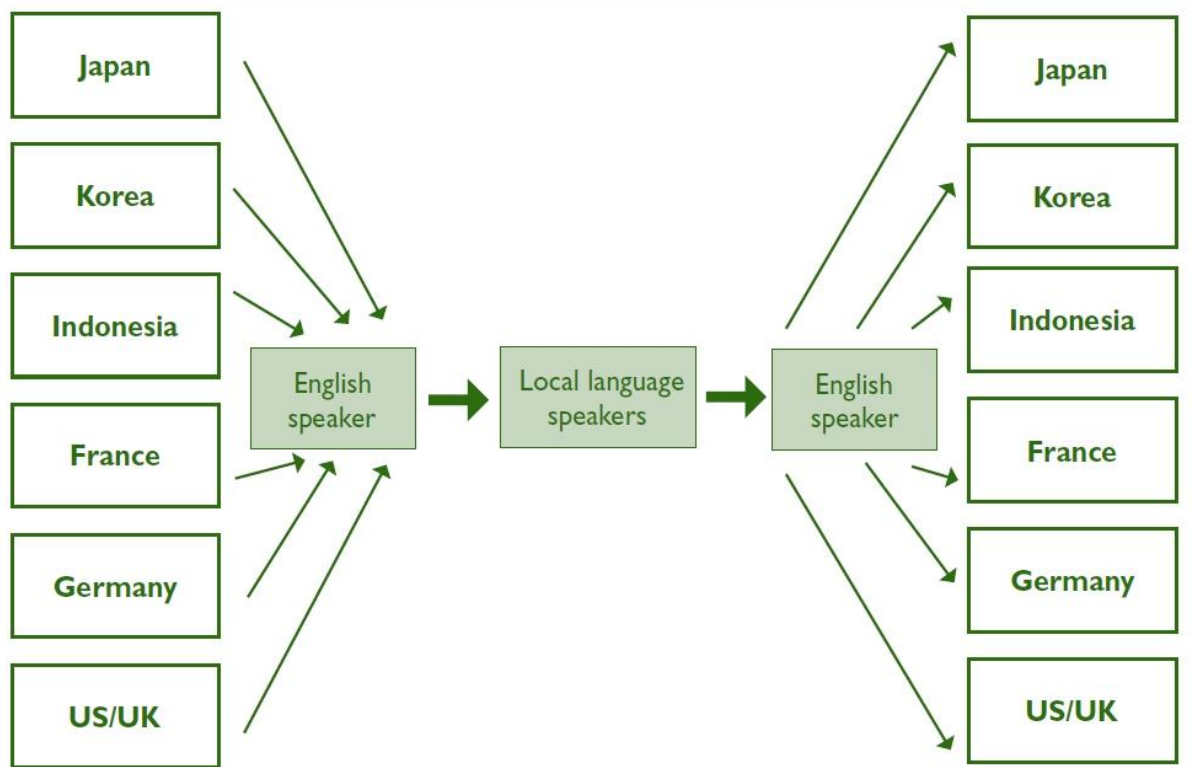 Japan
Korea
Indonesia
France
Germany
US/UK
English
speaker
Local language
speakers
English
speaker
Japan
Korea
Indonesia
France
Germany
US/UK